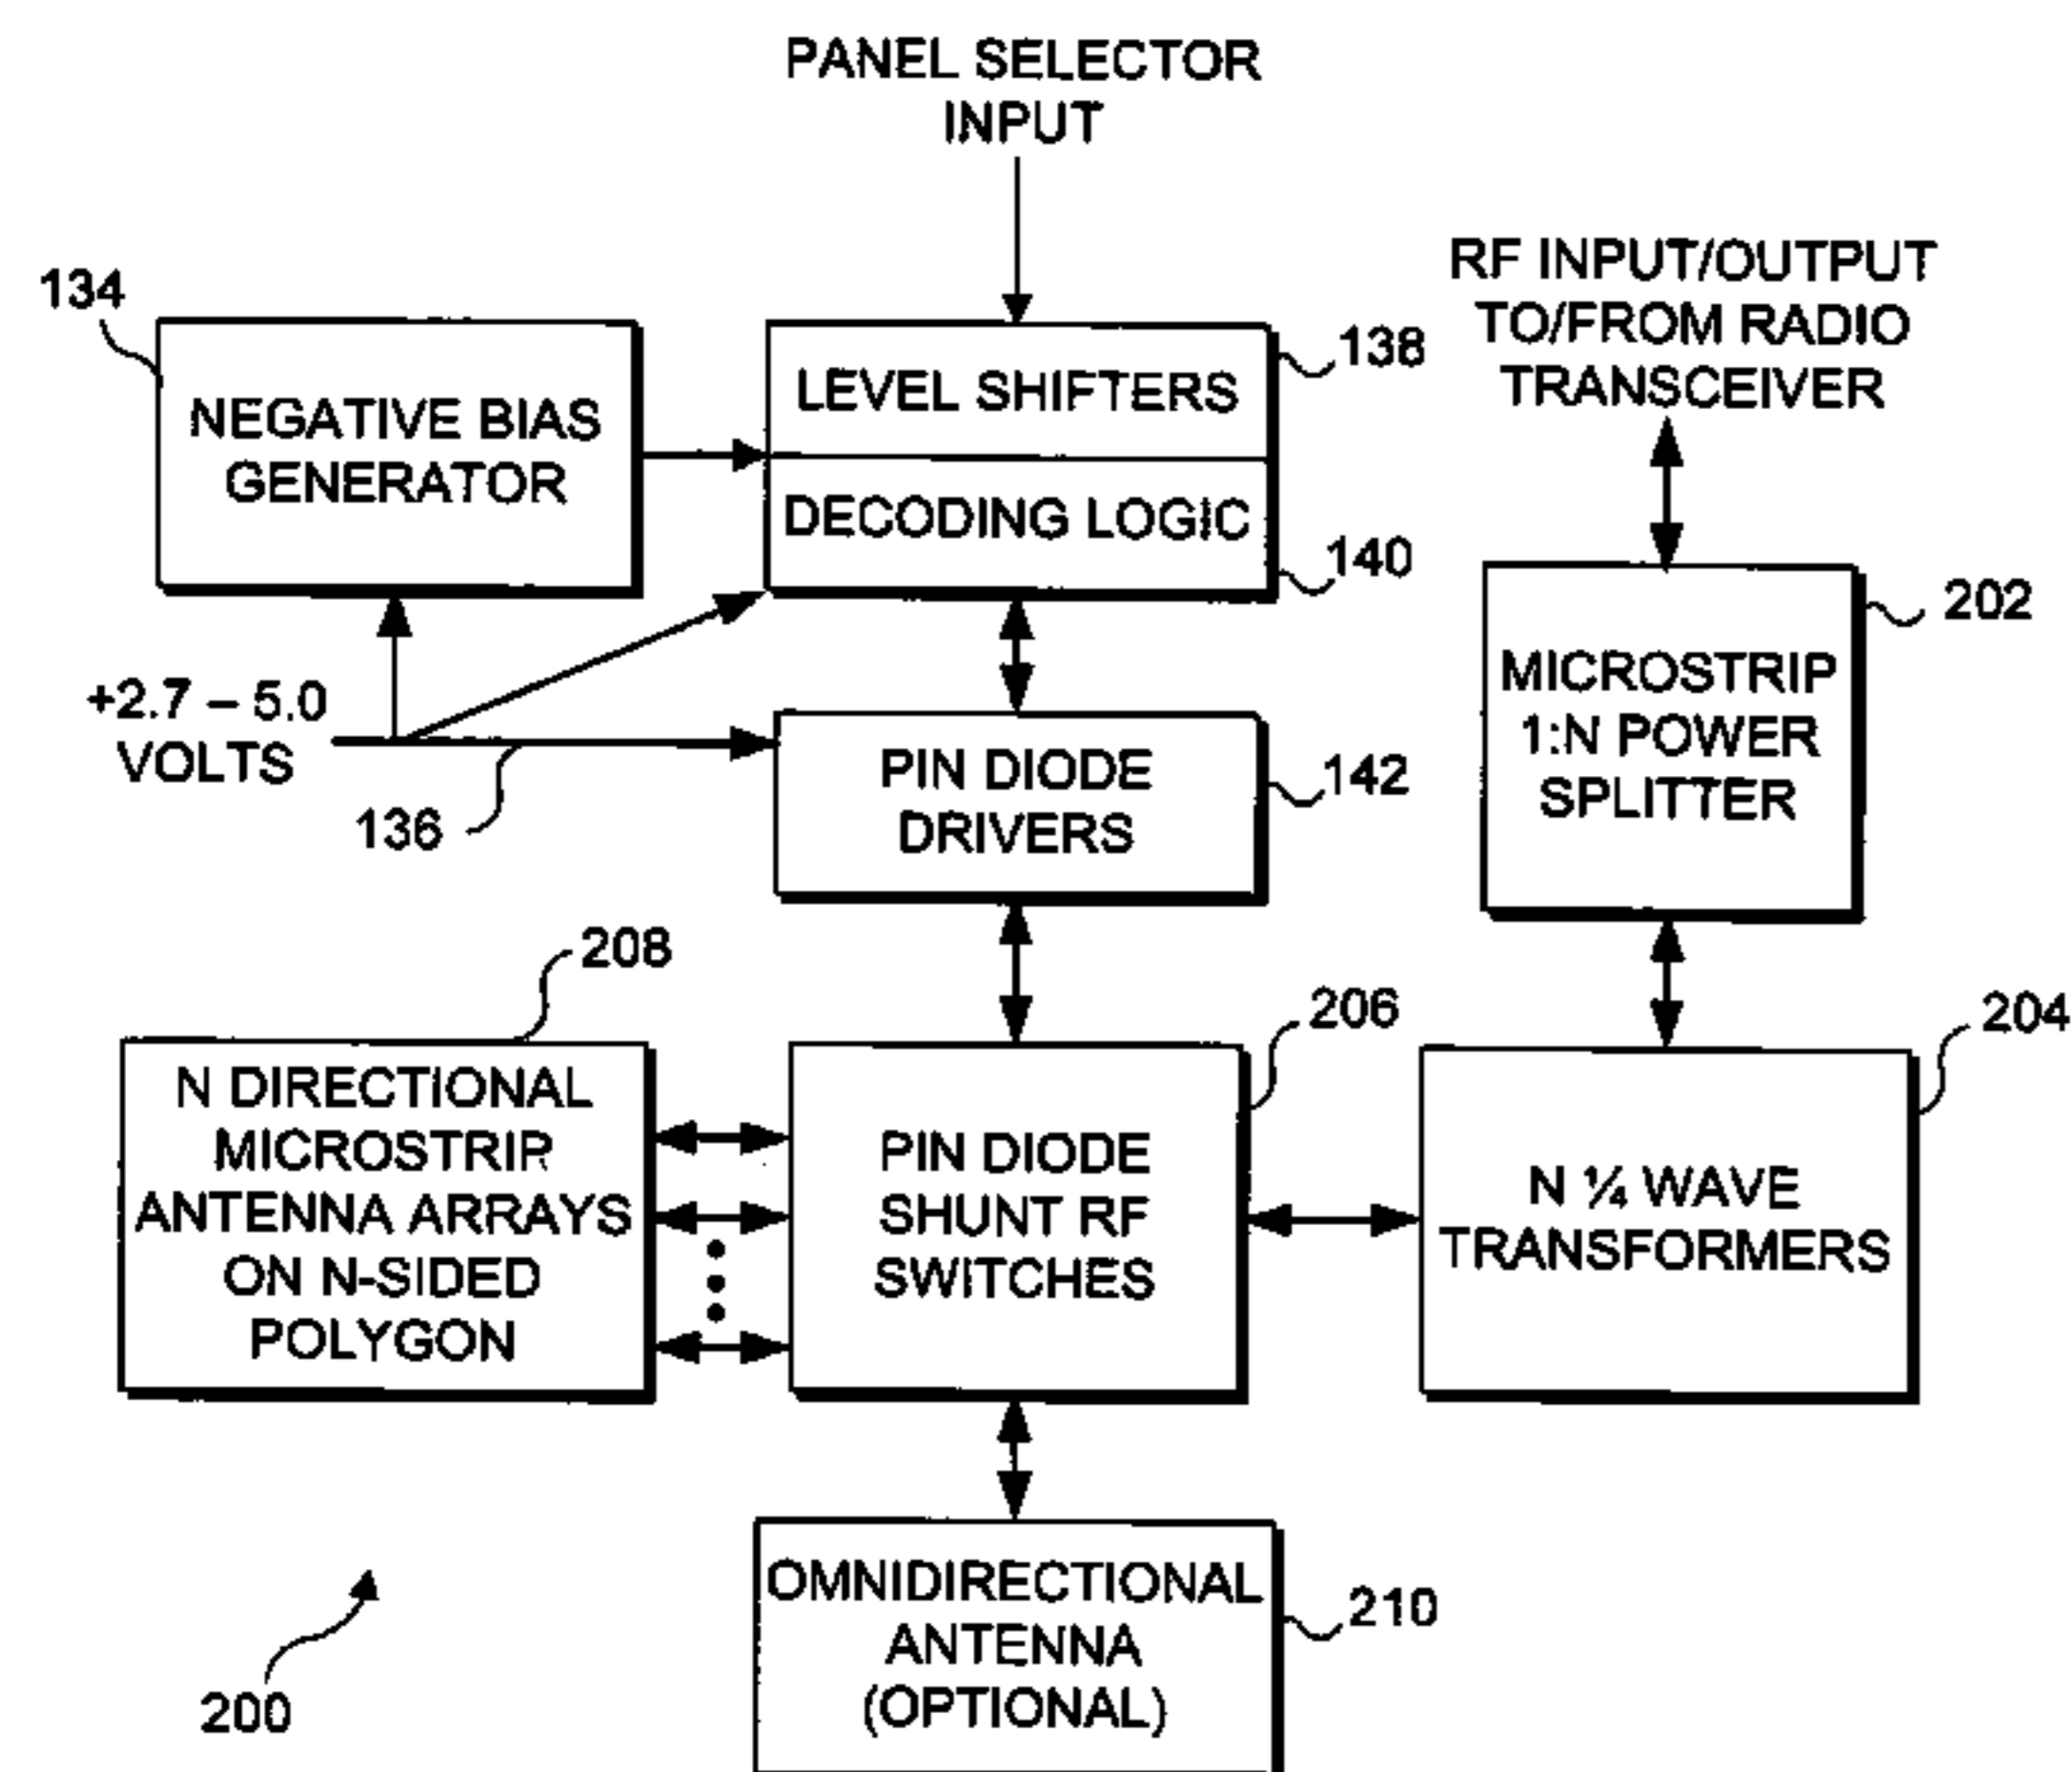 PANEL SELECTOR
INPUT
RF INPUT/OUTPUT
TO/FROM RADIO
TRANSCEIVER
134
NEGATIVE BIAS
GENERATOR
LEVEL SHIFTERS
138
DECODING LOGIC
140
202
MICROSTRIP
1:N POWER
SPLITTER
+2.7 – 5.0
VOLTS
136
PIN DIODE
DRIVERS
142
208
206
204
N DIRECTIONAL
MICROSTRIP
ANTENNA ARRAYS
ON N-SIDED
POLYGON
PIN DIODE
SHUNT RF
SWITCHES
N ¼ WAVE
TRANSFORMERS
OMNIDIRECTIONAL
ANTENNA
(OPTIONAL)
210
200